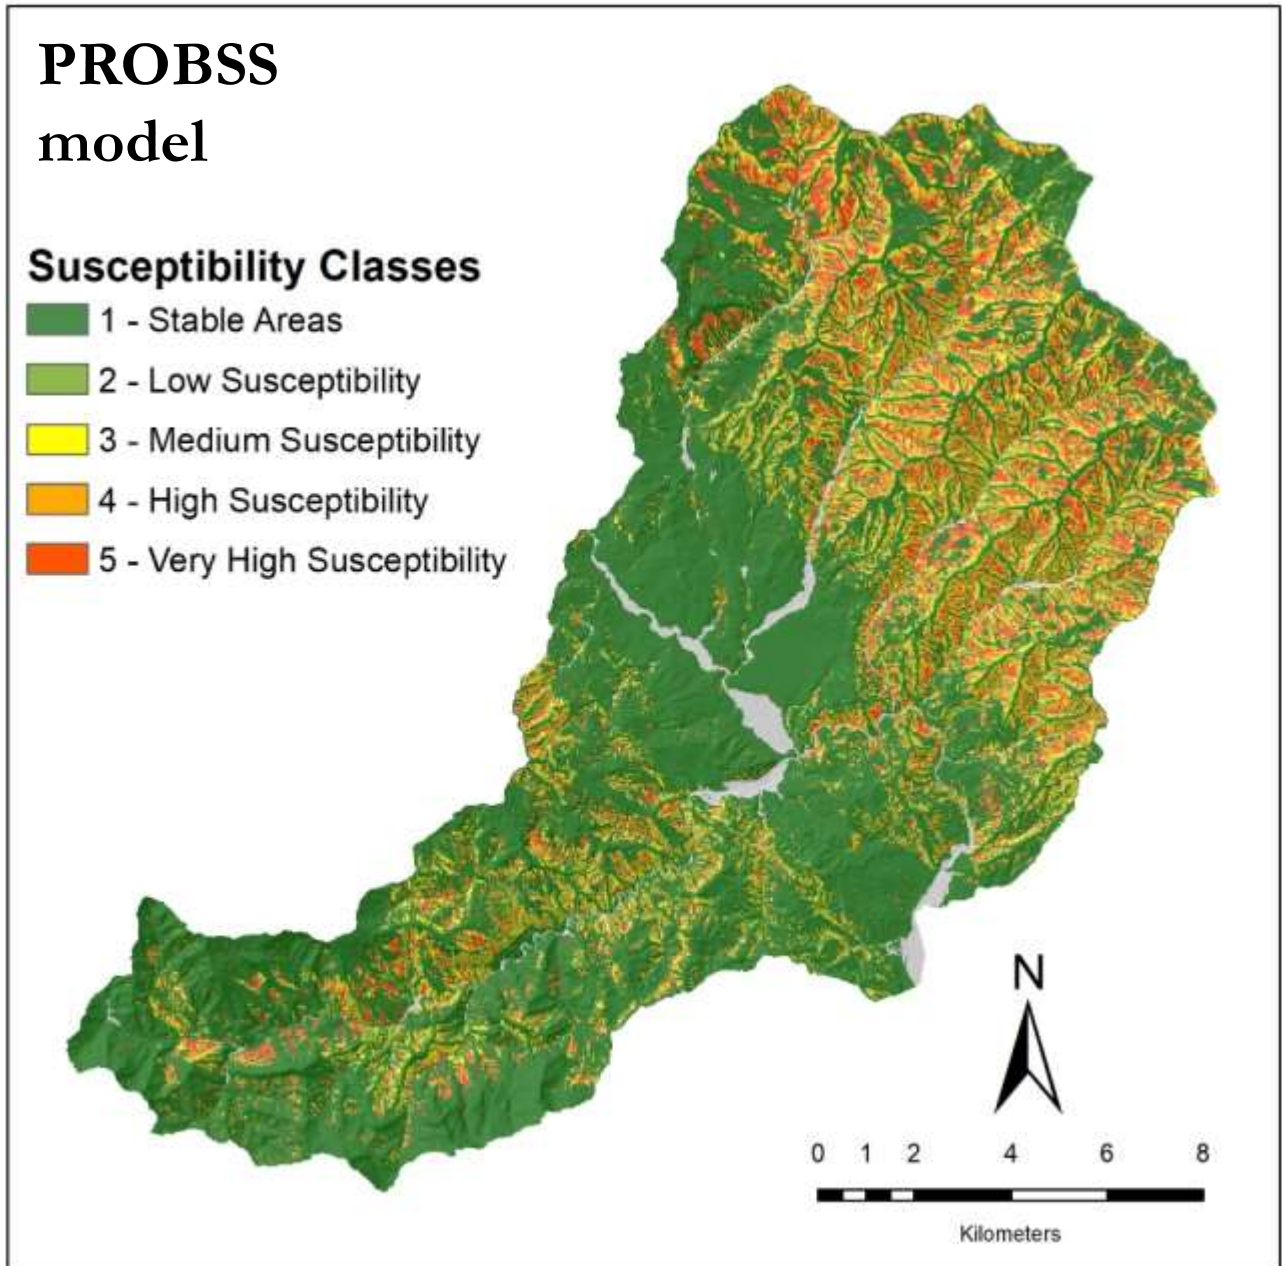 PROBSS
model
Susceptibility Classes
1 - Stable Areas
2 - Low Susceptibility
3 - Medium Susceptibility
4 - High Susceptibility
5 - Very High Susceptibility
N
0 1 2 4 6 8
Kilometers